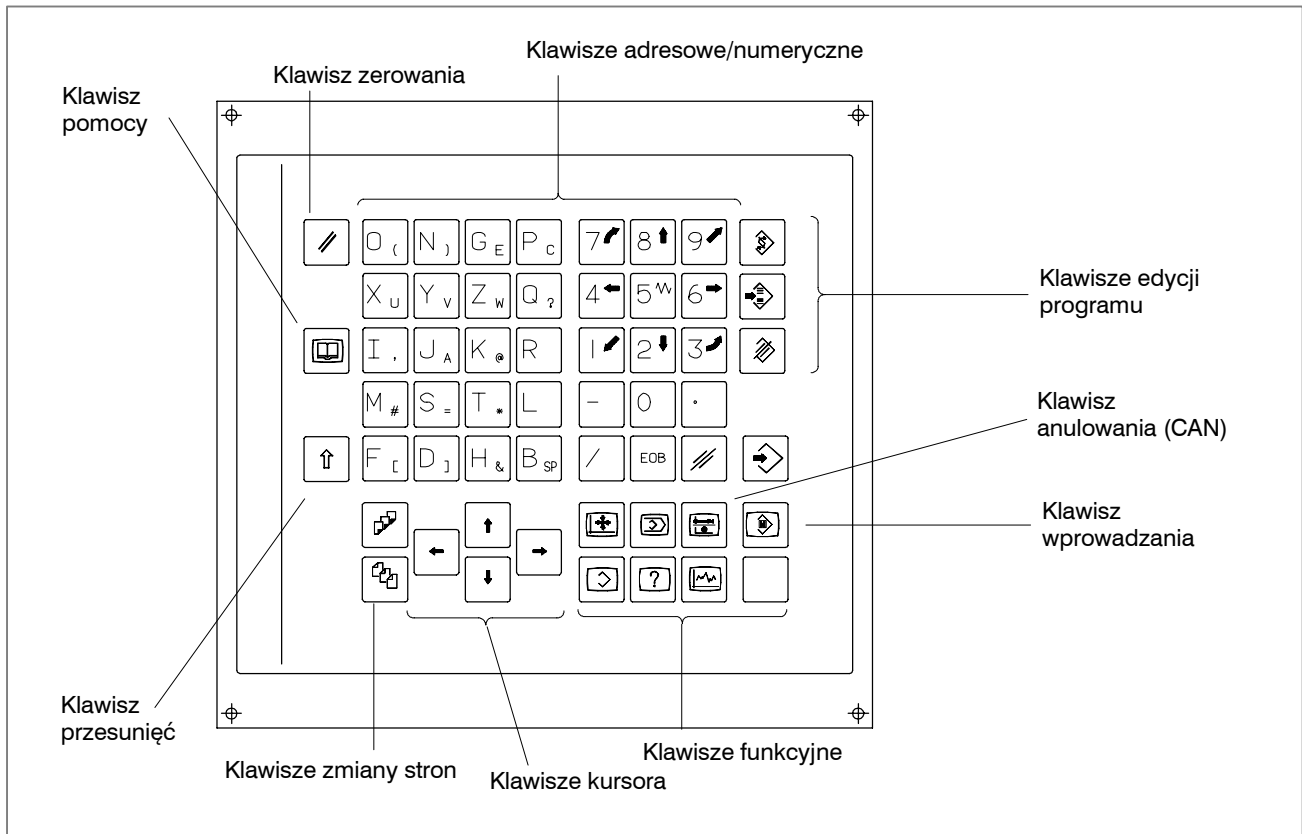 Klawisze adresowe/numeryczne
Klawisz zerowania
Klawisz
pomocy
O ( N ) G E P C 7 8 9
X U Y V Z W Q ? 4 5 6
Klawisze edycji
programu
I , J A K @ R 1 2 3
M # S = T * L - 0 .
Klawisz
anulowania (CAN)
F [ D ] H & B SP / EOB
Klawisz
wprowadzania
?
Klawisz
przesunięć
Klawisze zmiany stron
Klawisze kursora
Klawisze funkcyjne